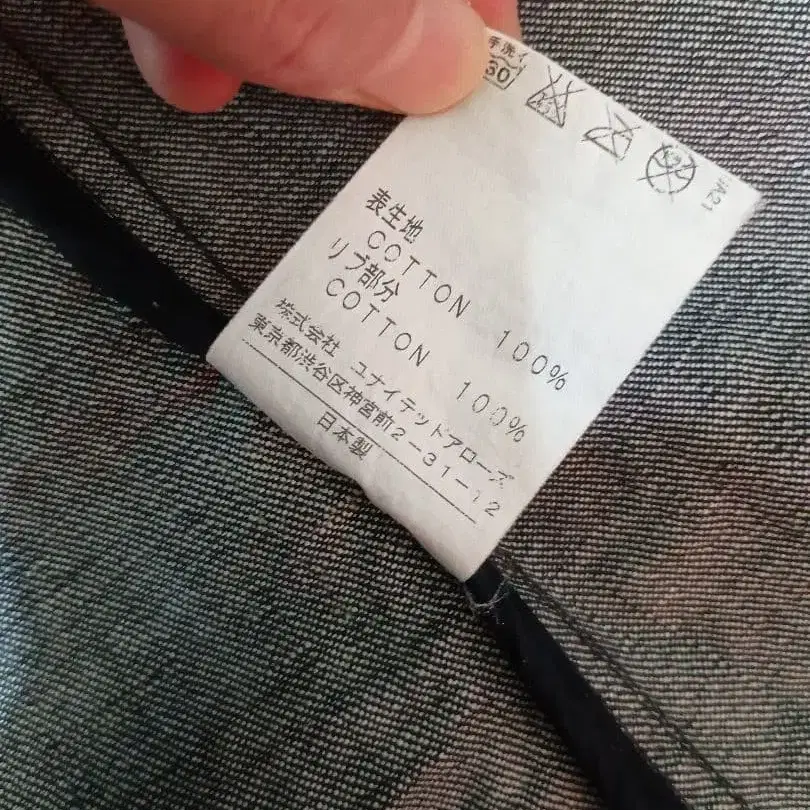 手洗イ
30
表生地
COTTON 100%
リブ部分
COTTON 100%
株式会社 ユナイテッドアローズ
東京都渋谷区神宮前2-31-12
日本製